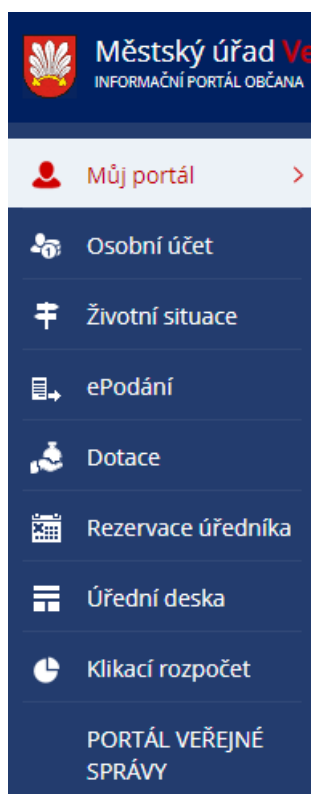 Městský úřad
INFORMAČNÍ PORTÁL OBČANA
Můj portál
Osobní účet
Životní situace
ePodání
Dotace
Rezervace úředníka
Úřední deska
Klikací rozpočet
PORTÁL VEŘEJNÉ
SPRÁVY